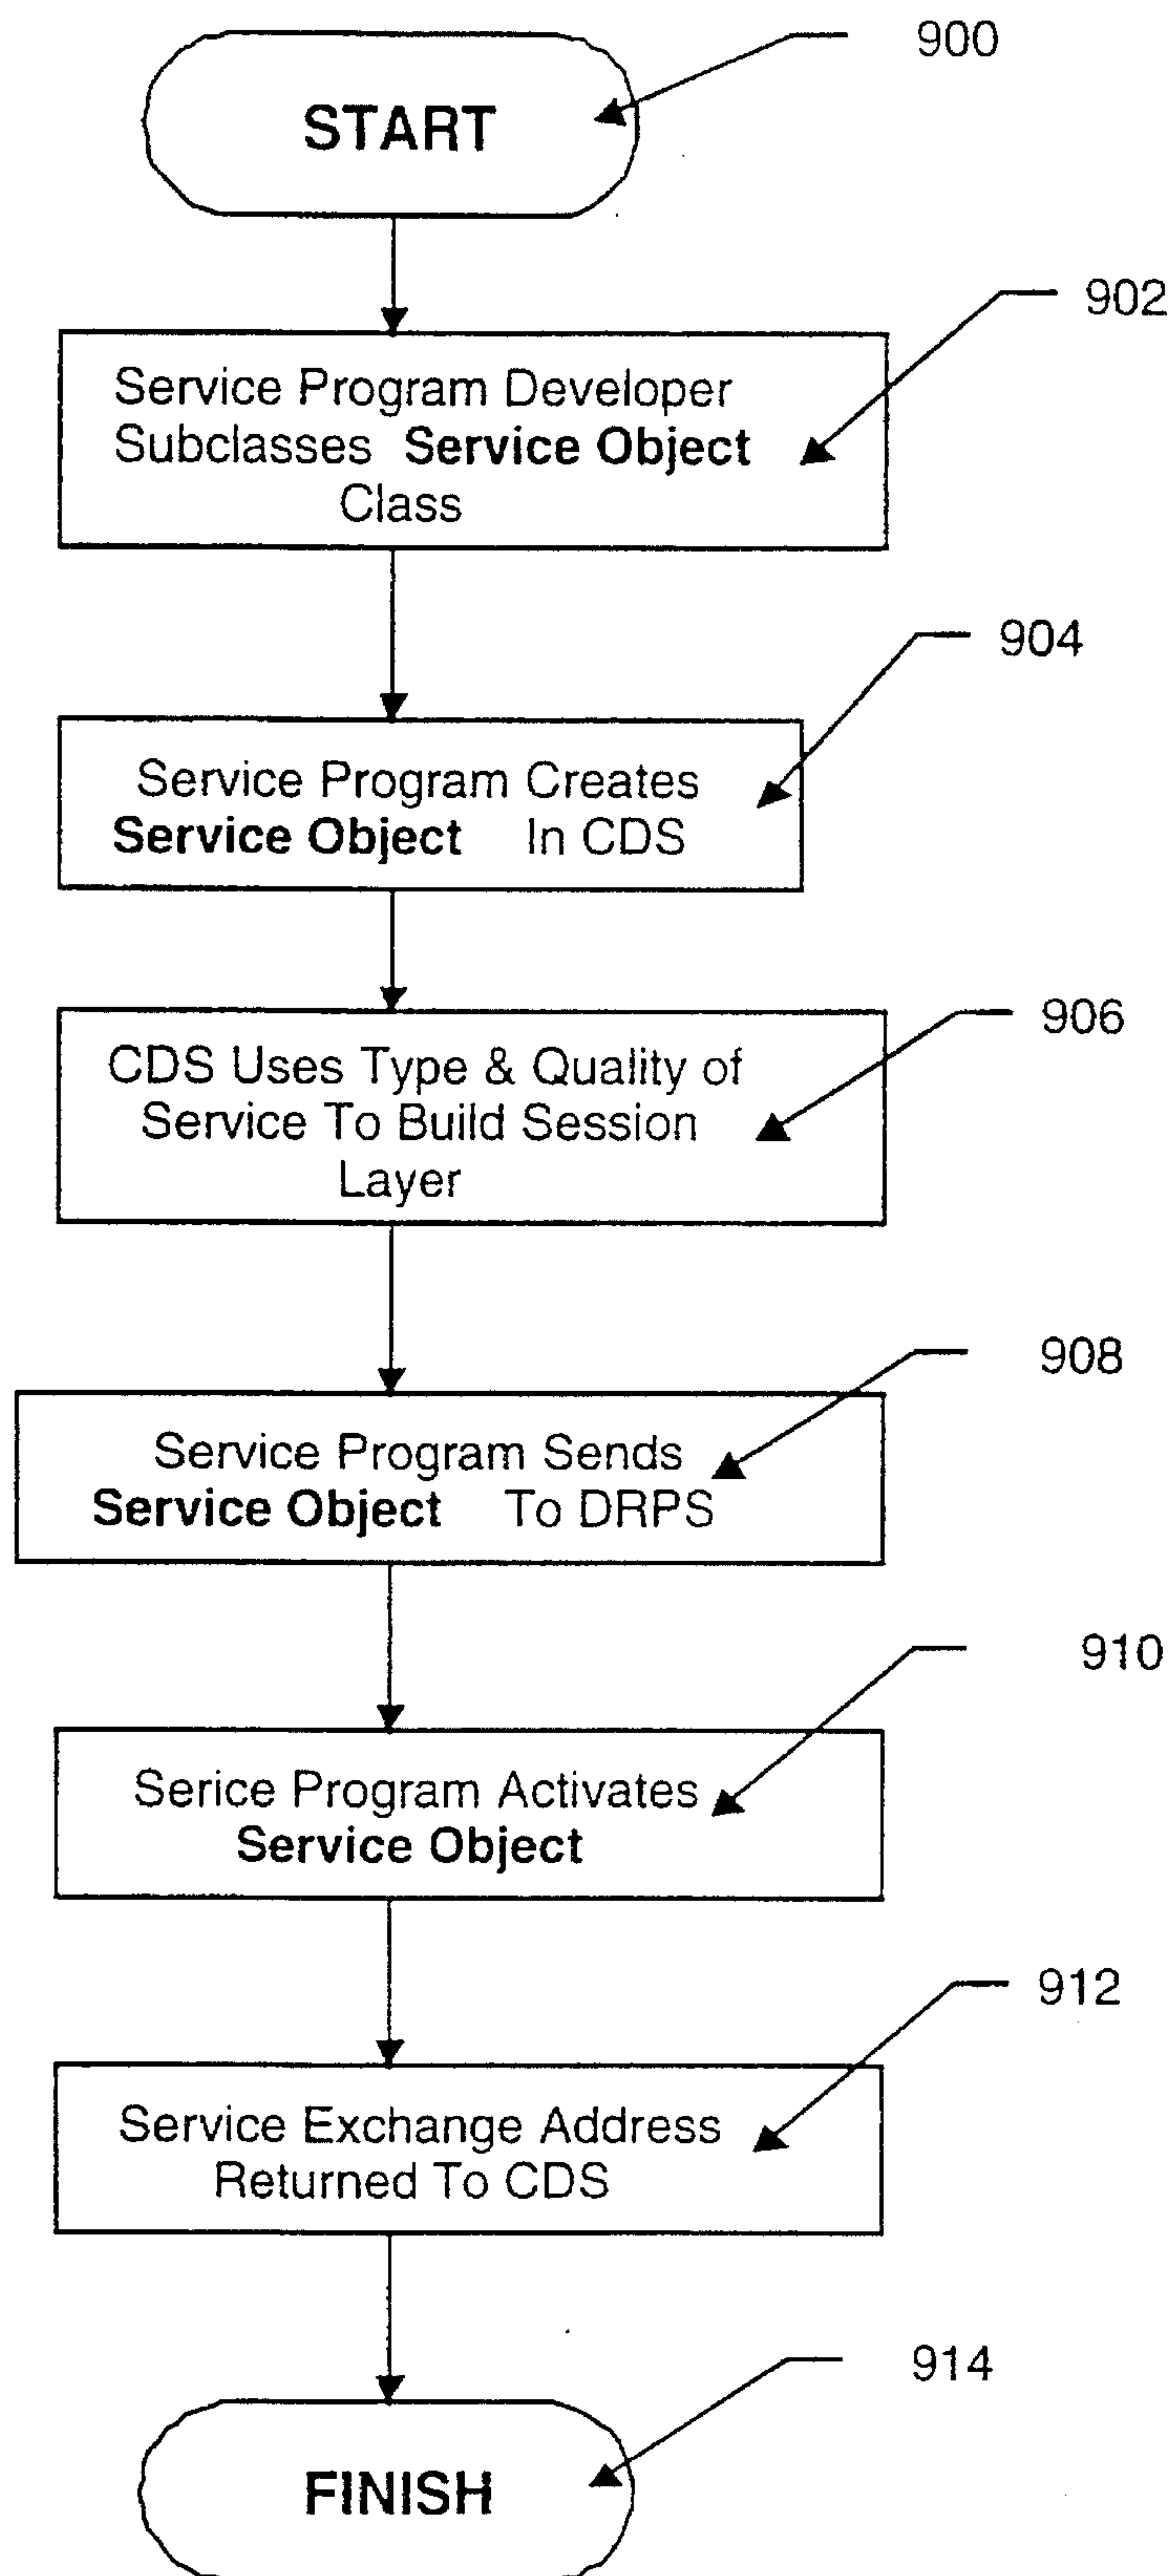 900
START
902
Service Program Developer
Subclasses Service Object
Class
904
Service Program Creates
Service Object In CDS
906
CDS Uses Type & Quality of
Service To Build Session
Layer
908
Service Program Sends
Service Object To DRPS
910
Serice Program Activates
Service Object
912
Service Exchange Address
Returned To CDS
914
FINISH